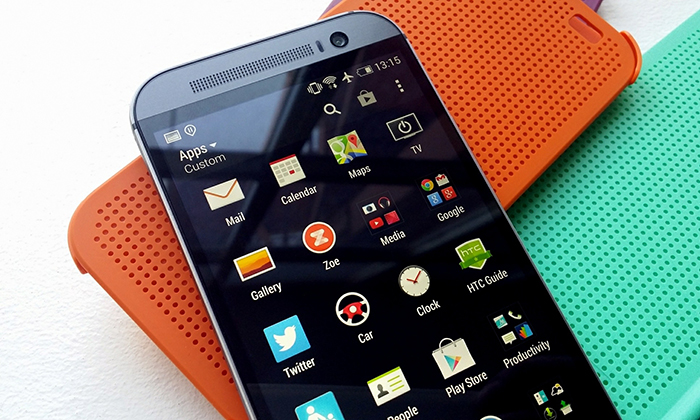 13:15
Apps
Custom
Mail
Calendar
Maps
TV
Gallery
Zoe
Media
Google
Twitter
Car
Clock
hTC
HTC Guide
People
Play Store
Productivity